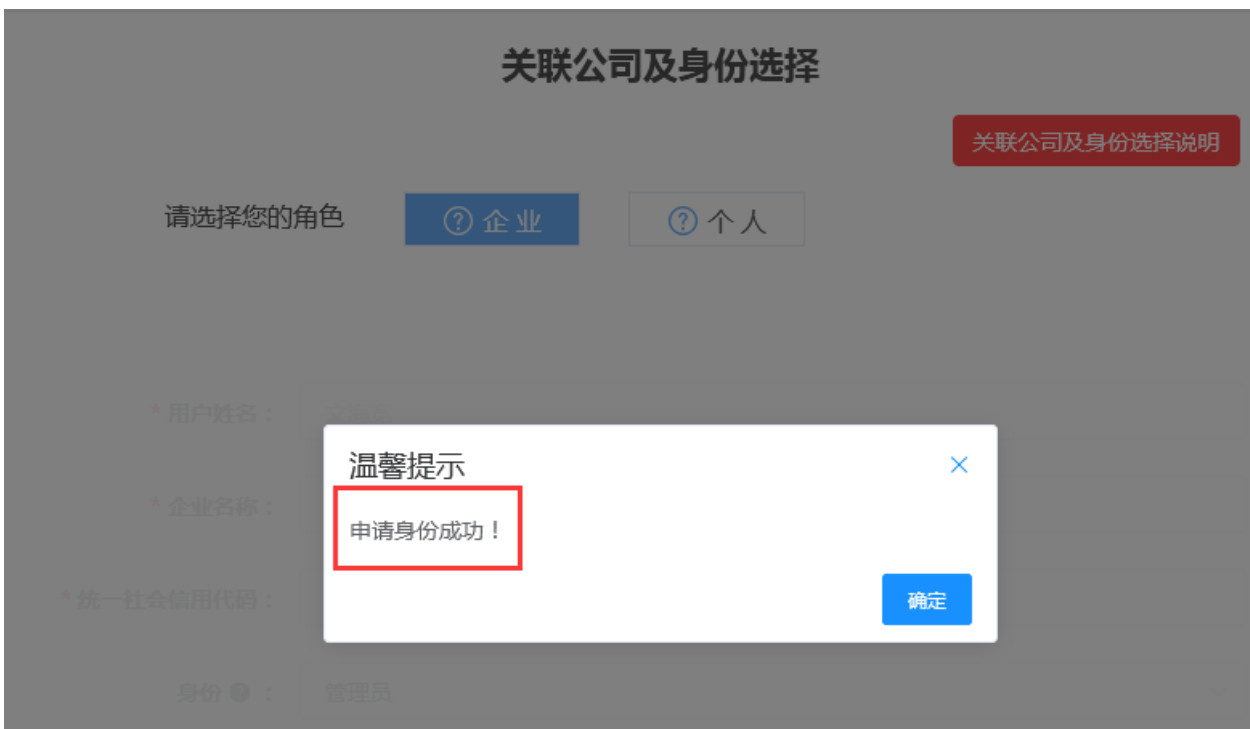 关联公司及身份选择
关联公司及身份选择说明
请选择您的角色
? 企业
? 个人
* 用户姓名：
温馨提示
* 企业名称：
申请身份成功！
确定
* 统一社会信用代码：
身份 ：
管理员